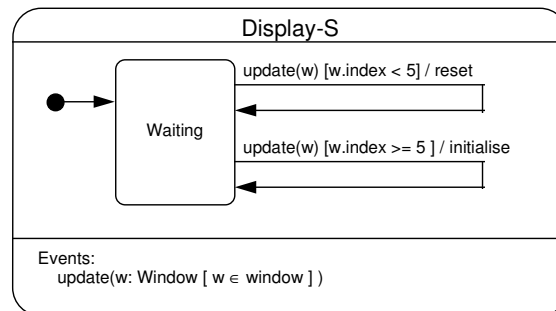 Display-S
update(w) [w.index < 5] / reset
Waiting
update(w) [w.index >= 5 ] / initialise
Events:
update(w: Window [ w ∈ window ] )